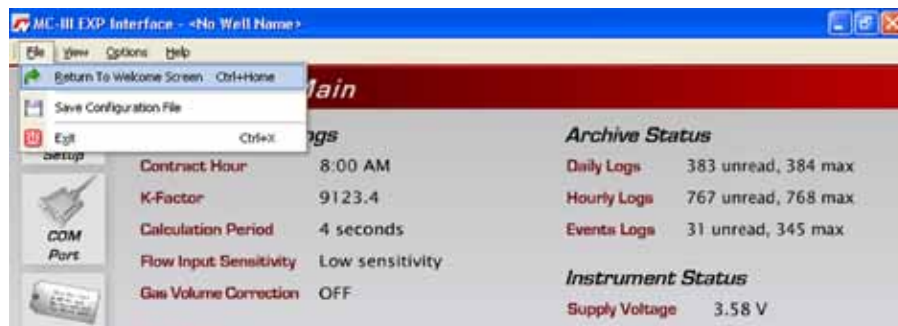 MC-III EXP Interface - <No Well Name>
File View Options Help
Return To Welcome Screen Ctrl+Home
Save Configuration File
Exit Ctrl+X
Main
Setup
COM
Port
Contract Hour 8:00 AM
K-Factor 9123.4
Calculation Period 4 seconds
Flow Input Sensitivity Low sensitivity
Gas Volume Correction OFF
Archive Status
Daily Logs 383 unread, 384 max
Hourly Logs 767 unread, 768 max
Events Logs 31 unread, 345 max
Instrument Status
Supply Voltage 3.58 V